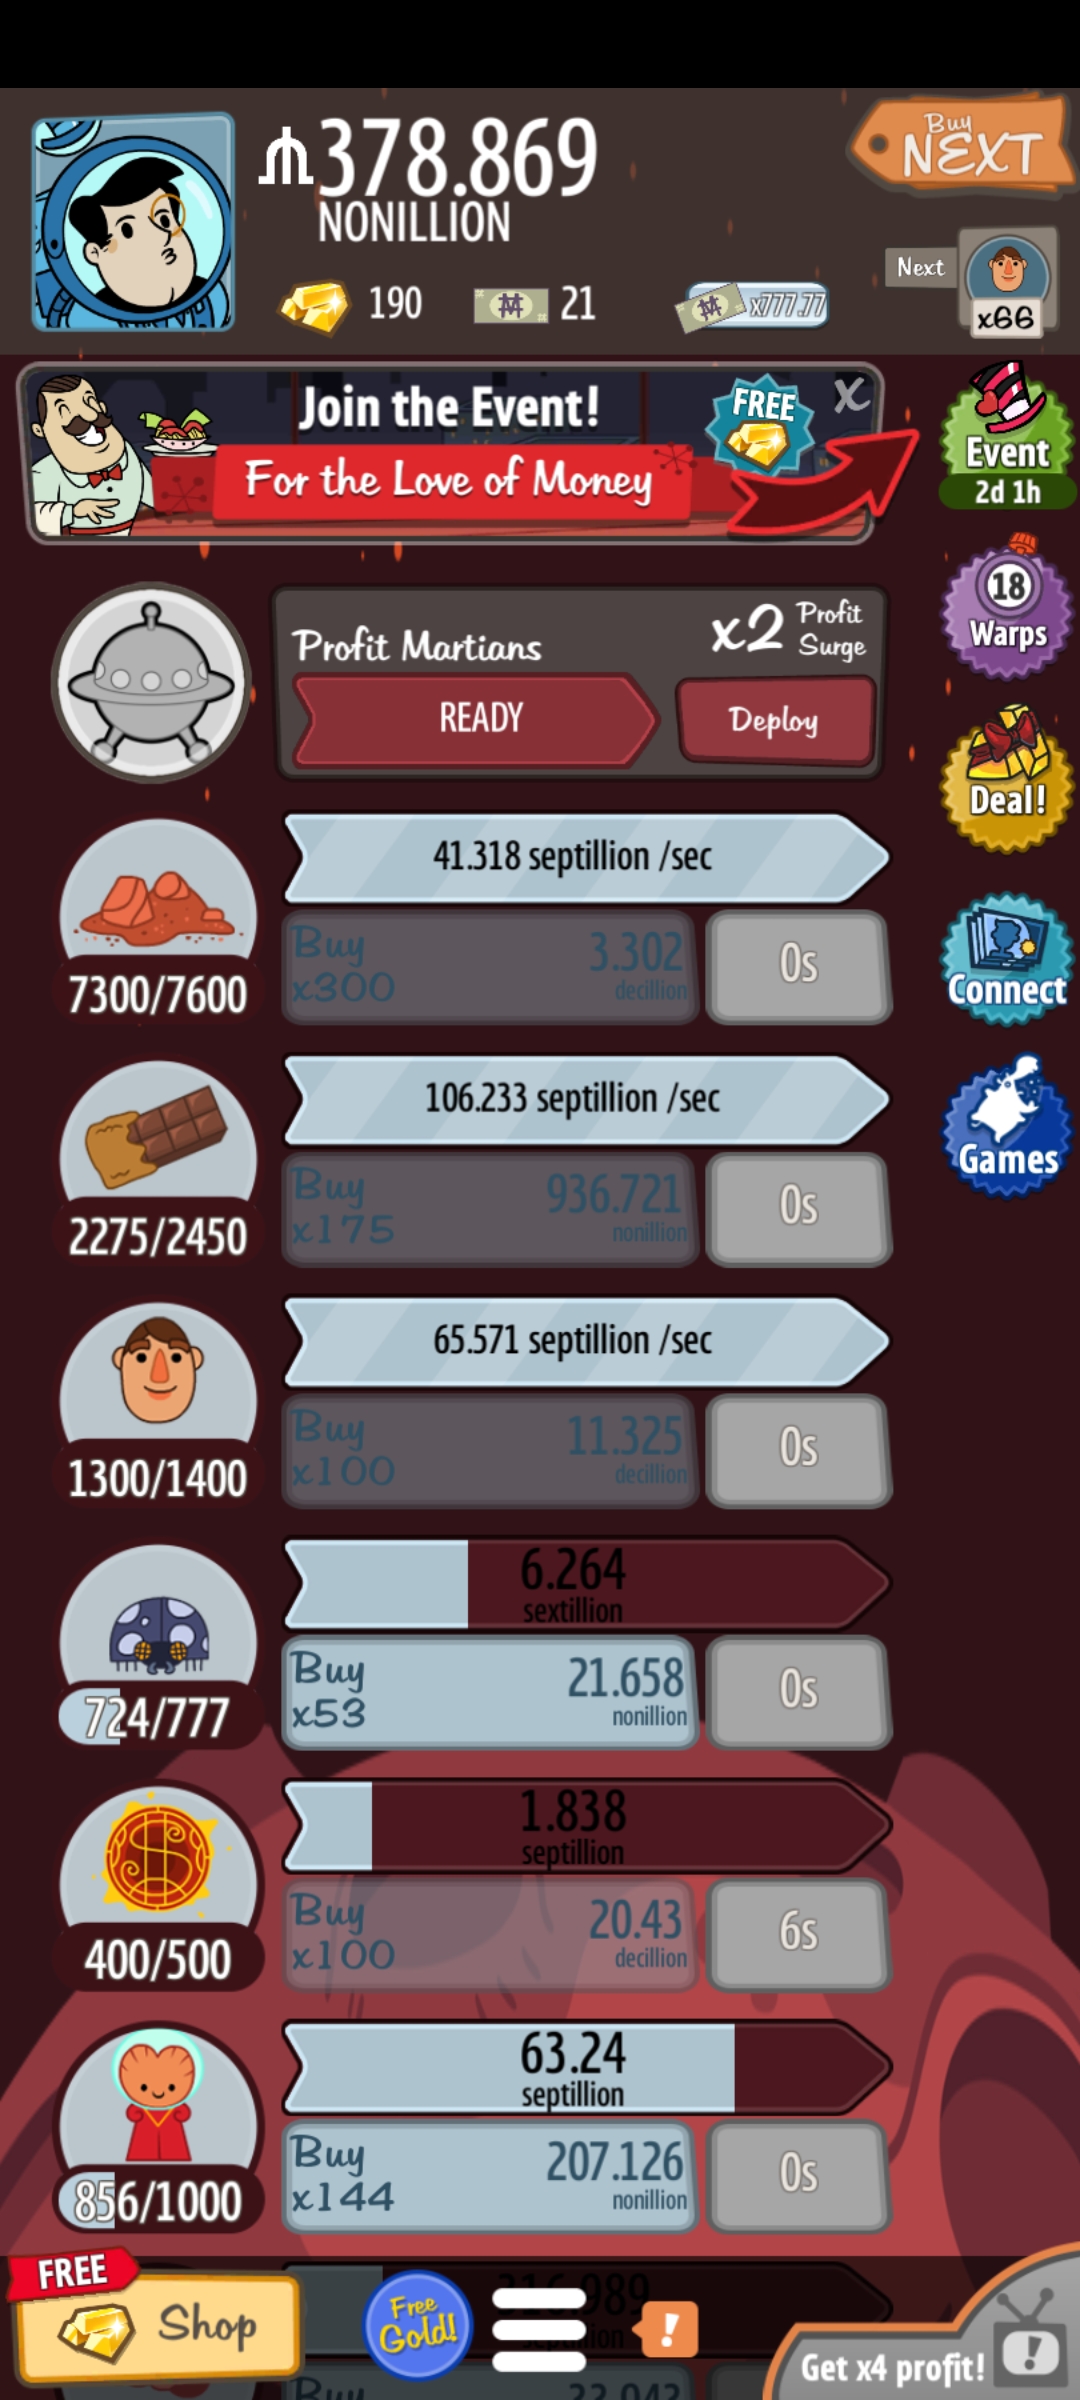 378.869
NONILLION
Buy
NEXT
190
21
x777.77
Next
x66
Join the Event!
FREE
X
For the Love of Money
Event
2d 1h
18
Warps
Profit Martians
x2 Profit
Surge
READY
Deploy
Deal!
41.318 septillion /sec
Buy
x300
3.302
decillion
0s
7300/7600
Connect
106.233 septillion /sec
Games
Buy
x175
936.721
nonillion
0s
2275/2450
65.571 septillion /sec
Buy
x100
11.325
decillion
0s
1300/1400
6.264
sextillion
Buy
x53
21.658
nonillion
0s
724/777
1.838
septillion
Buy
x100
20.43
decillion
6s
400/500
63.24
septillion
Buy
x144
207.126
nonillion
0s
856/1000
FREE
Shop
Free
Gold!
!
Get x4 profit!
!
Buy